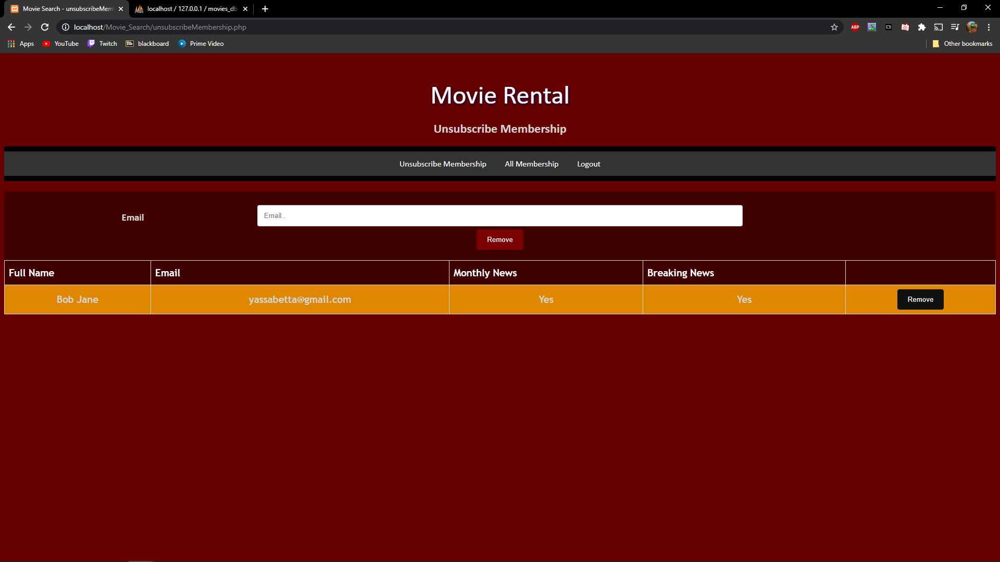 Movie Search - unsubscribeMem
localhost / 127.0.0.1 / movies_db
localhost/Movie_Search/unsubscribeMembership.php
ABP
Apps YouTube Twitch Bb blackboard Prime Video Other bookmarks
Movie Rental
Unsubscribe Membership
Unsubscribe Membership All Membership Logout
Email
Email..
Remove
Full Name Email Monthly News Breaking News
Bob Jane yassabetta@gmail.com Yes Yes Remove